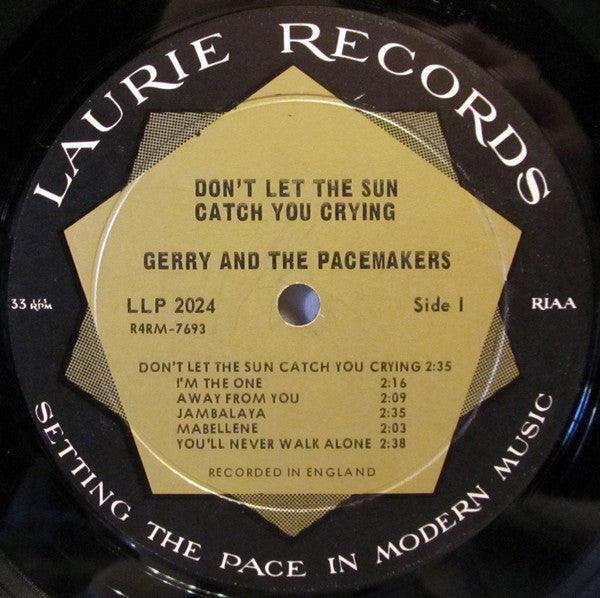 LAURIE RECORDS
DON'T LET THE SUN
CATCH YOU CRYING
GERRY AND THE PACEMAKERS
33 1/3 RPM
LLP 2024
Side 1
RIAA
R4RM-7693
DON'T LET THE SUN CATCH YOU CRYING 2:35
I'M THE ONE 2:16
AWAY FROM YOU 2:09
JAMBALAYA 2:35
MABELLENE 2:03
YOU'LL NEVER WALK ALONE 2:38
RECORDED IN ENGLAND
SETTING THE PACE IN MODERN MUSIC